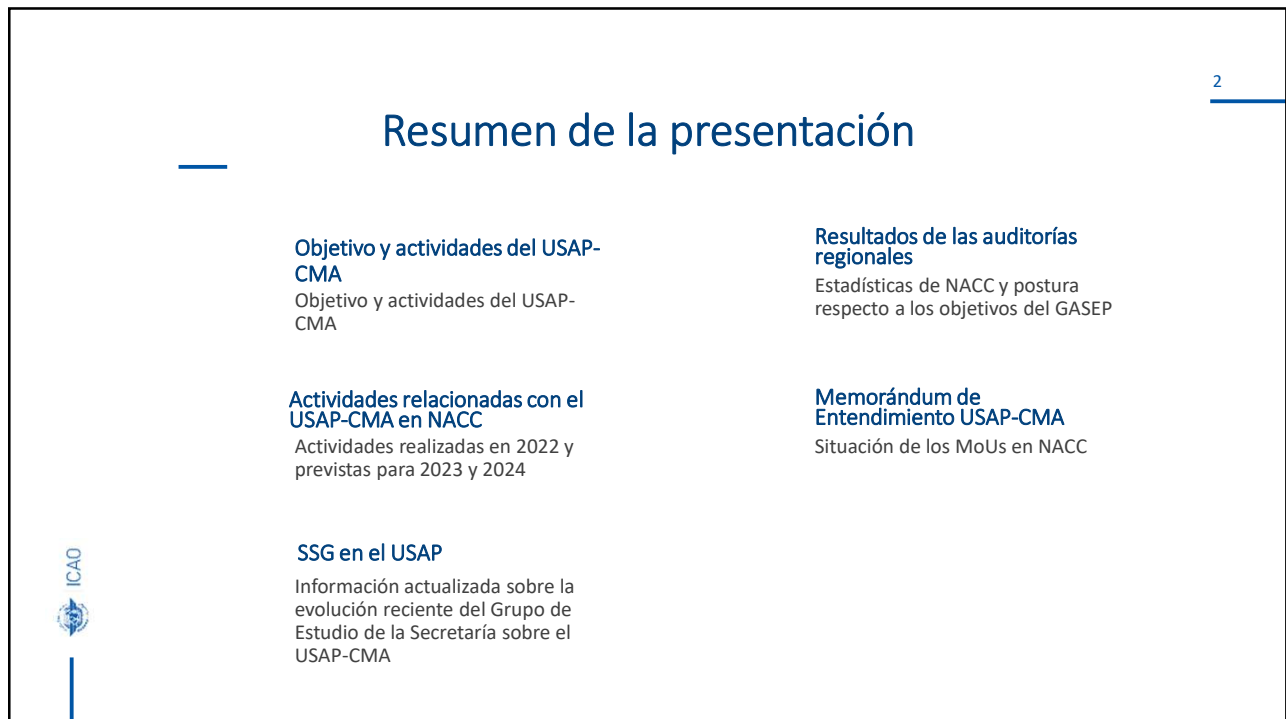 2
Resumen de la presentación
Objetivo y actividades del USAP-
CMA
Objetivo y actividades del USAP-
CMA
Actividades relacionadas con el
USAP-CMA en NACC
Actividades realizadas en 2022 y
previstas para 2023 y 2024
SSG en el USAP
Información actualizada sobre la
evolución reciente del Grupo de
Estudio de la Secretaría sobre el
USAP-CMA
Resultados de las auditorías
regionales
Estadísticas de NACC y postura
respecto a los objetivos del GASEP
Memorándum de
Entendimiento USAP-CMA
Situación de los MoUs en NACC
ICAO